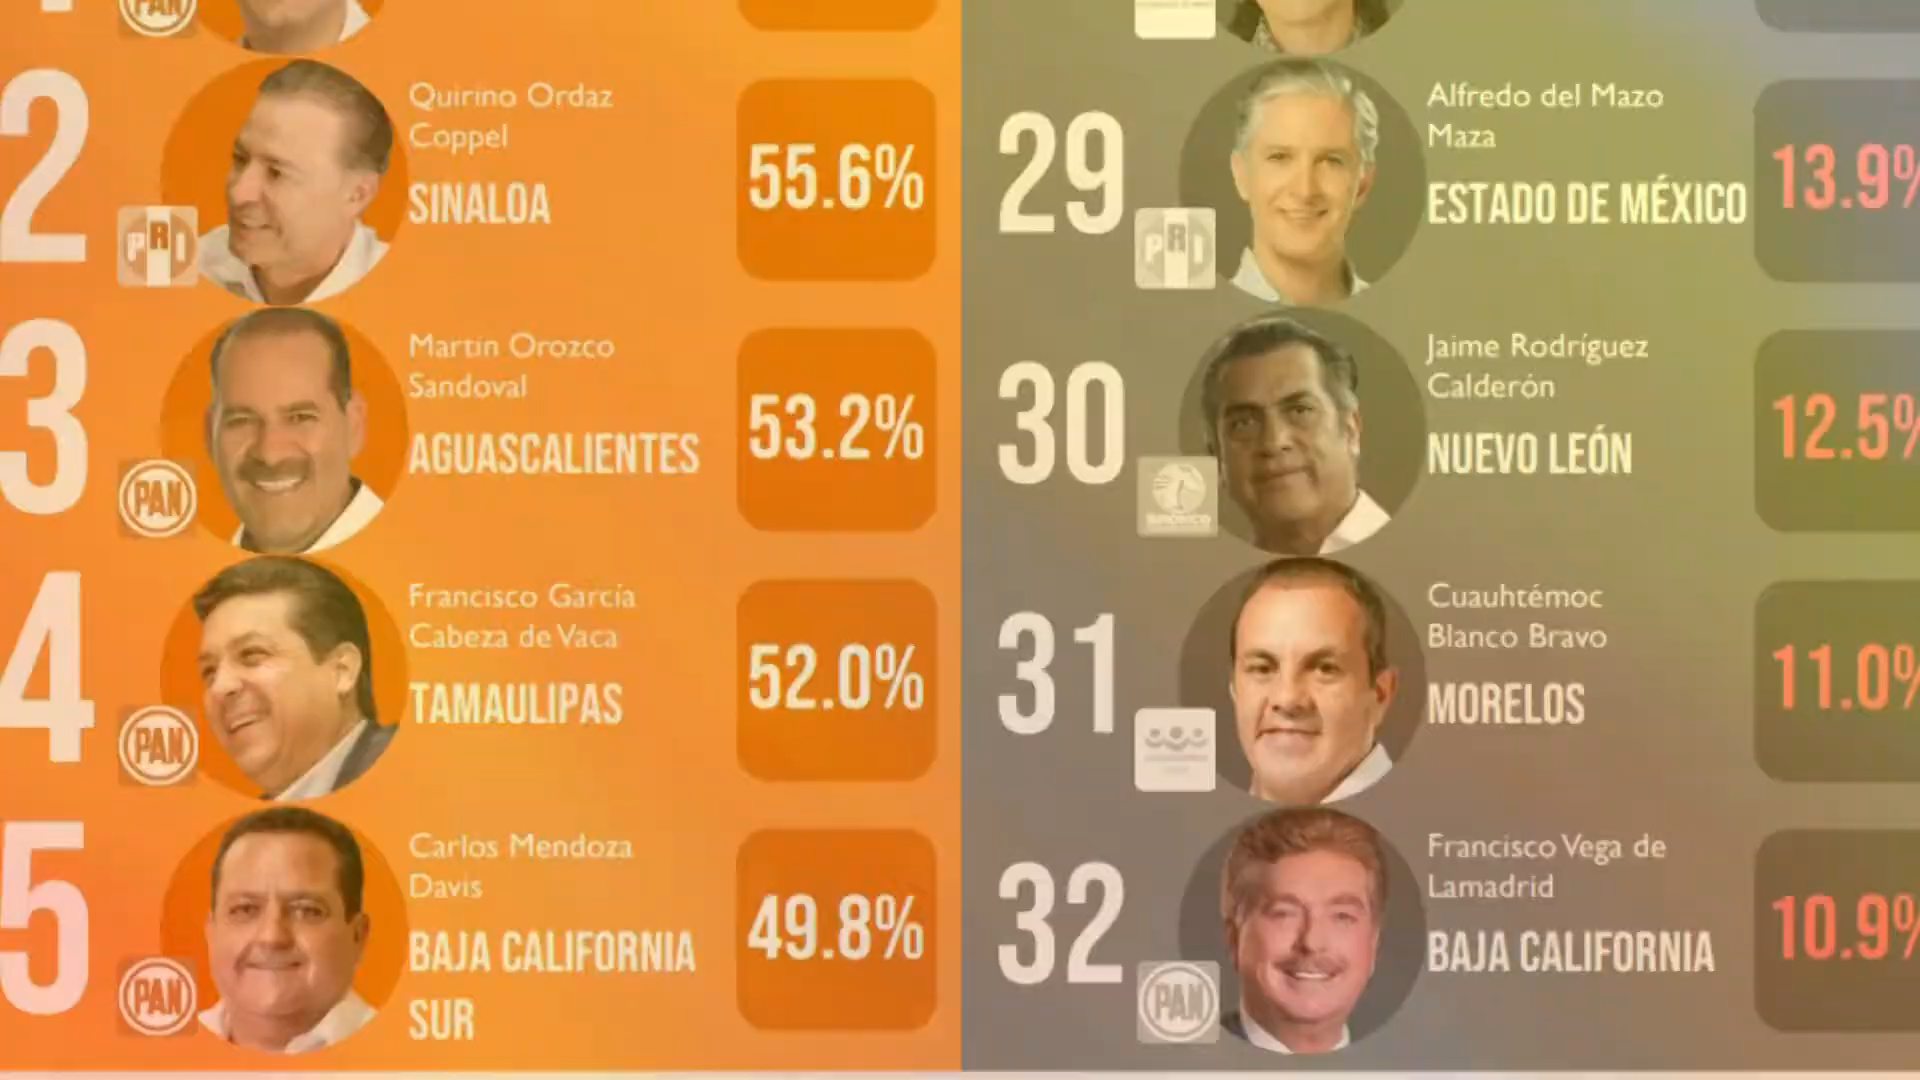 PAN
2
Quirino Ordaz
Coppel
SINALOA
PRI
55.6%
3
Martín Orozco
Sandoval
AGUASCALIENTES
PAN
53.2%
4
Francisco García
Cabeza de Vaca
TAMAULIPAS
PAN
52.0%
5
Carlos Mendoza
Davis
BAJA CALIFORNIA
SUR
PAN
49.8%
29
Alfredo del Mazo
Maza
ESTADO DE MÉXICO
PRI
13.9%
30
Jaime Rodríguez
Calderón
NUEVO LEÓN
12.5%
31
Cuauhtémoc
Blanco Bravo
MORELOS
11.0%
32
Francisco Vega de
Lamadrid
BAJA CALIFORNIA
PAN
10.9%